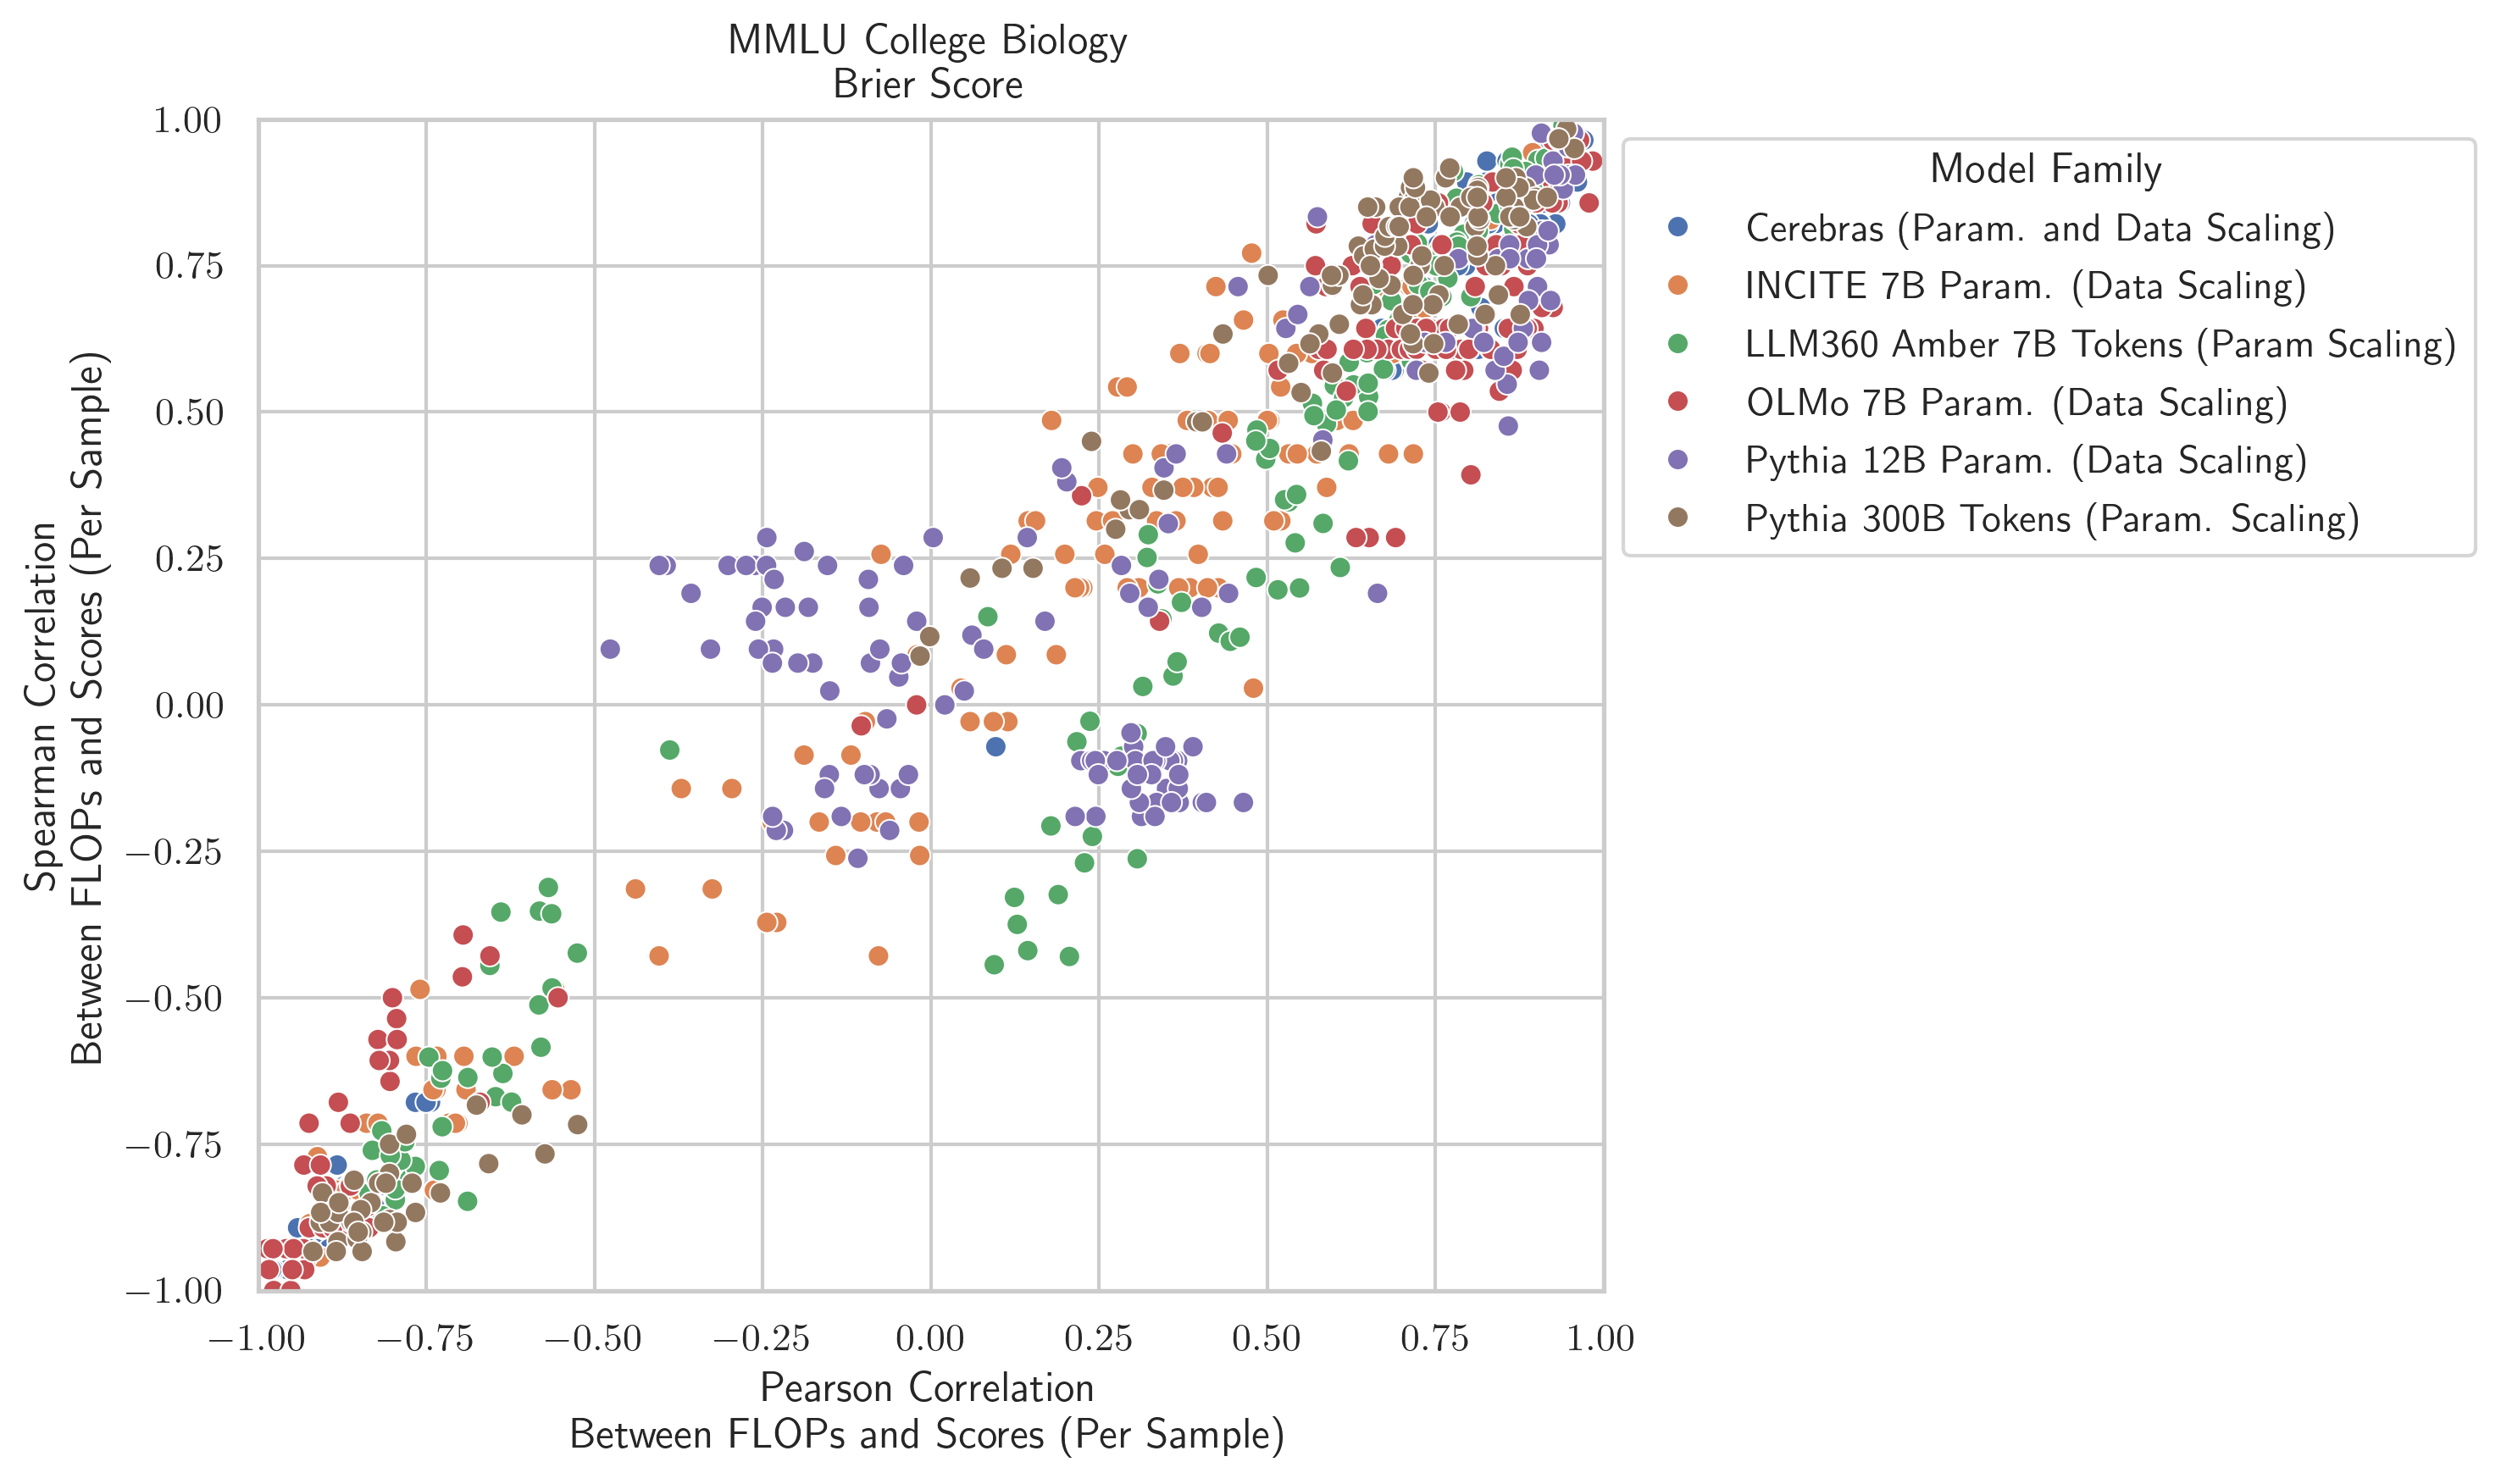 MMLU College Biology
Brier Score
1.00
0.75
0.50
0.25
0.00
−0.25
−0.50
−0.75
−1.00
Spearman Correlation
Between FLOPs and Scores (Per Sample)
−1.00
−0.75
−0.50
−0.25
0.00
0.25
0.50
0.75
1.00
Pearson Correlation
Between FLOPs and Scores (Per Sample)
Model Family
Cerebras (Param. and Data Scaling)
INCITE 7B Param. (Data Scaling)
LLM360 Amber 7B Tokens (Param Scaling)
OLMo 7B Param. (Data Scaling)
Pythia 12B Param. (Data Scaling)
Pythia 300B Tokens (Param. Scaling)